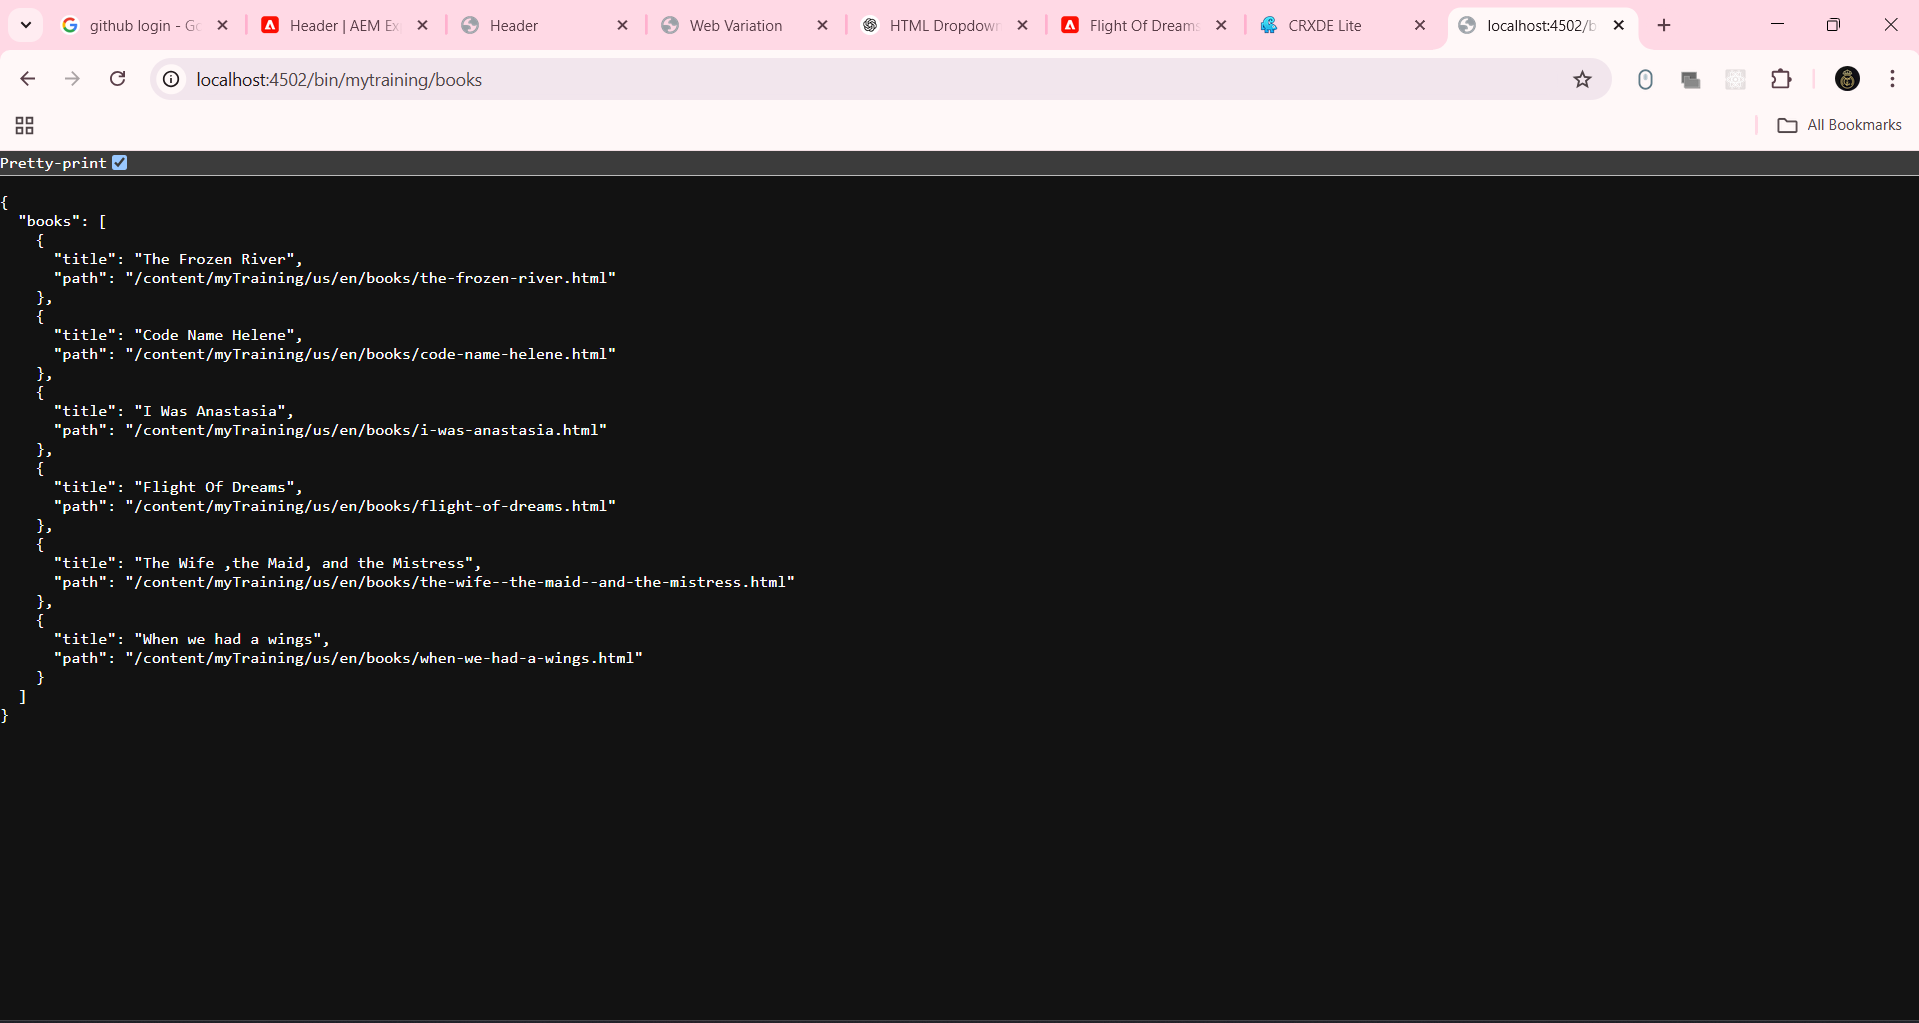 github login - Go
Header | AEM Ex
Header
Web Variation
HTML Dropdown
Flight Of Dreams
CRXDE Lite
localhost:4502/b
localhost:4502/bin/mytraining/books
All Bookmarks
Pretty-print
{
  "books": [
    {
      "title": "The Frozen River",
      "path": "/content/myTraining/us/en/books/the-frozen-river.html"
    },
    {
      "title": "Code Name Helene",
      "path": "/content/myTraining/us/en/books/code-name-helene.html"
    },
    {
      "title": "I Was Anastasia",
      "path": "/content/myTraining/us/en/books/i-was-anastasia.html"
    },
    {
      "title": "Flight Of Dreams",
      "path": "/content/myTraining/us/en/books/flight-of-dreams.html"
    },
    {
      "title": "The Wife ,the Maid, and the Mistress",
      "path": "/content/myTraining/us/en/books/the-wife--the-maid--and-the-mistress.html"
    },
    {
      "title": "When we had a wings",
      "path": "/content/myTraining/us/en/books/when-we-had-a-wings.html"
    }
  ]
}